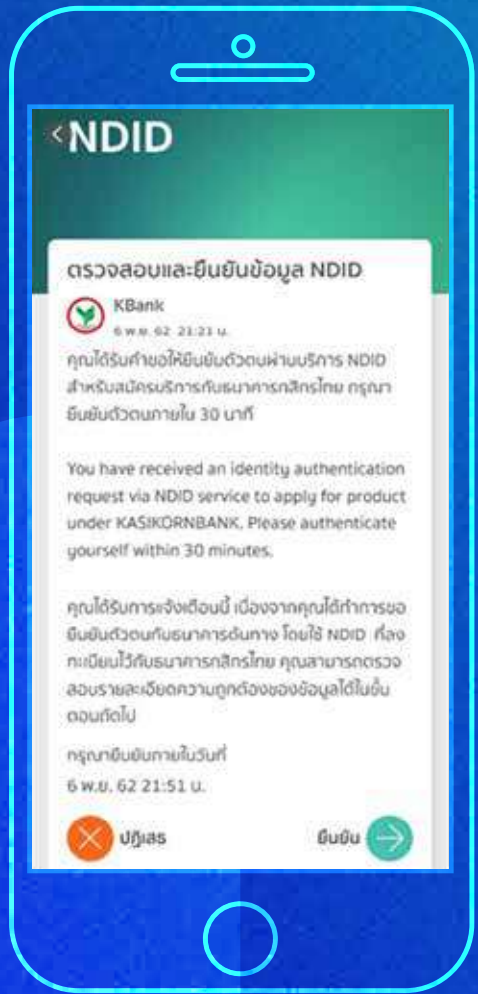 NDID
ตรวจสอบและยืนยันข้อมูล NDID
KBank
6 พ.ย. 62 21:21 น.
คุณได้รับคำขอให้ยืนยันตัวตนผ่านบริการ NDID
สำหรับสมัครบริการกับธนาคารกสิกรไทย กรุณา
ยืนยันตัวตนภายใน 30 นาที
You have received an identity authentication
request via NDID service to apply for product
under KASIKORNBANK. Please authenticate
yourself within 30 minutes.
คุณได้รับการแจ้งเตือนนี้ เนื่องจากคุณได้ทำการขอ
ยืนยันตัวตนกับธนาคารต้นทาง โดยใช้ NDID ที่ลง
ทะเบียนไว้กับธนาคารกสิกรไทย คุณสามารถตรวจ
สอบรายละเอียดความถูกต้องของข้อมูลได้ในขั้น
ตอนถัดไป
กรุณายืนยันภายในวันที่
6 พ.ย. 62 21:51 น.
ปฏิเสธ ยืนยัน